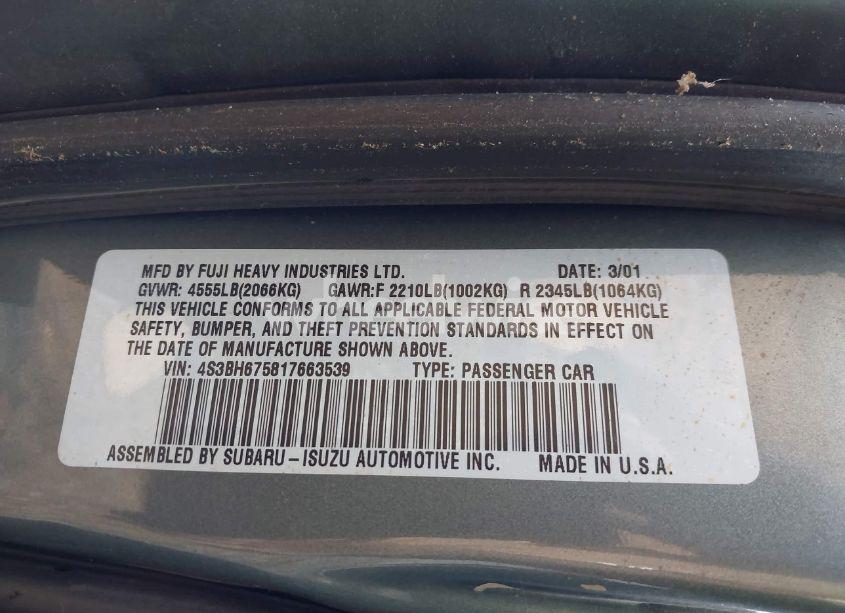 MFD BY FUJI HEAVY INDUSTRIES LTD. DATE: 3/01
GVWR: 4555LB(2066KG) GAWR:F 2210LB(1002KG) R 2345LB(1064KG)
THIS VEHICLE CONFORMS TO ALL APPLICABLE FEDERAL MOTOR VEHICLE
SAFETY, BUMPER, AND THEFT PREVENTION STANDARDS IN EFFECT ON
THE DATE OF MANUFACTURE SHOWN ABOVE.
VIN: 4S3BH675817663539 TYPE: PASSENGER CAR
ASSEMBLED BY SUBARU-ISUZU AUTOMOTIVE INC. MADE IN U.S.A.